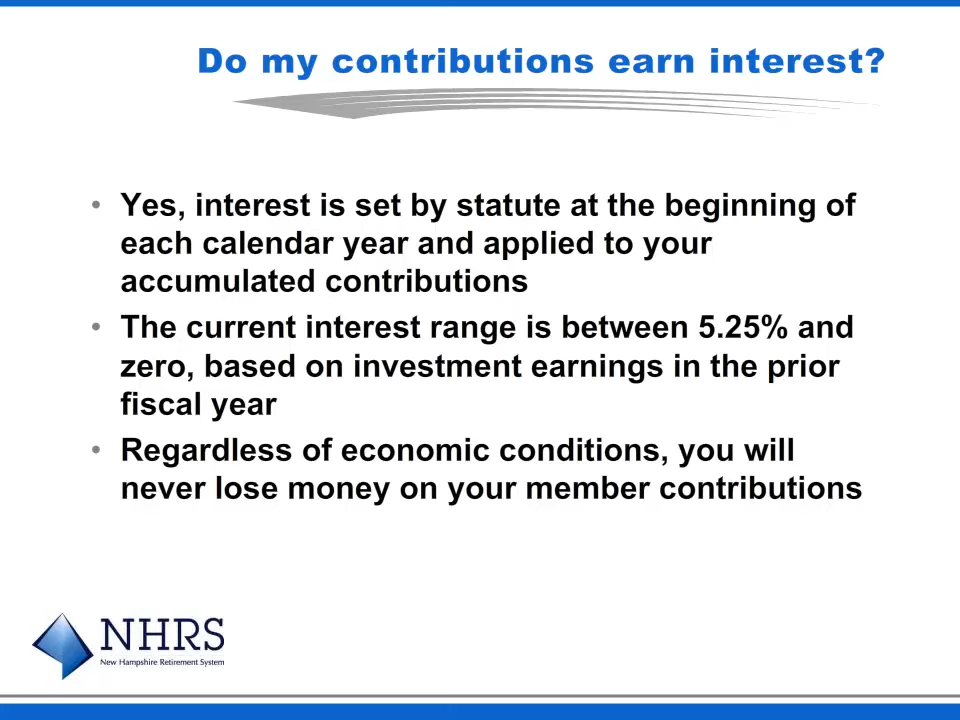 Do my contributions earn interest?
• Yes, interest is set by statute at the beginning of
each calendar year and applied to your
accumulated contributions
• The current interest range is between 5.25% and
zero, based on investment earnings in the prior
fiscal year
• Regardless of economic conditions, you will
never lose money on your member contributions
NHRS
New Hampshire Retirement System